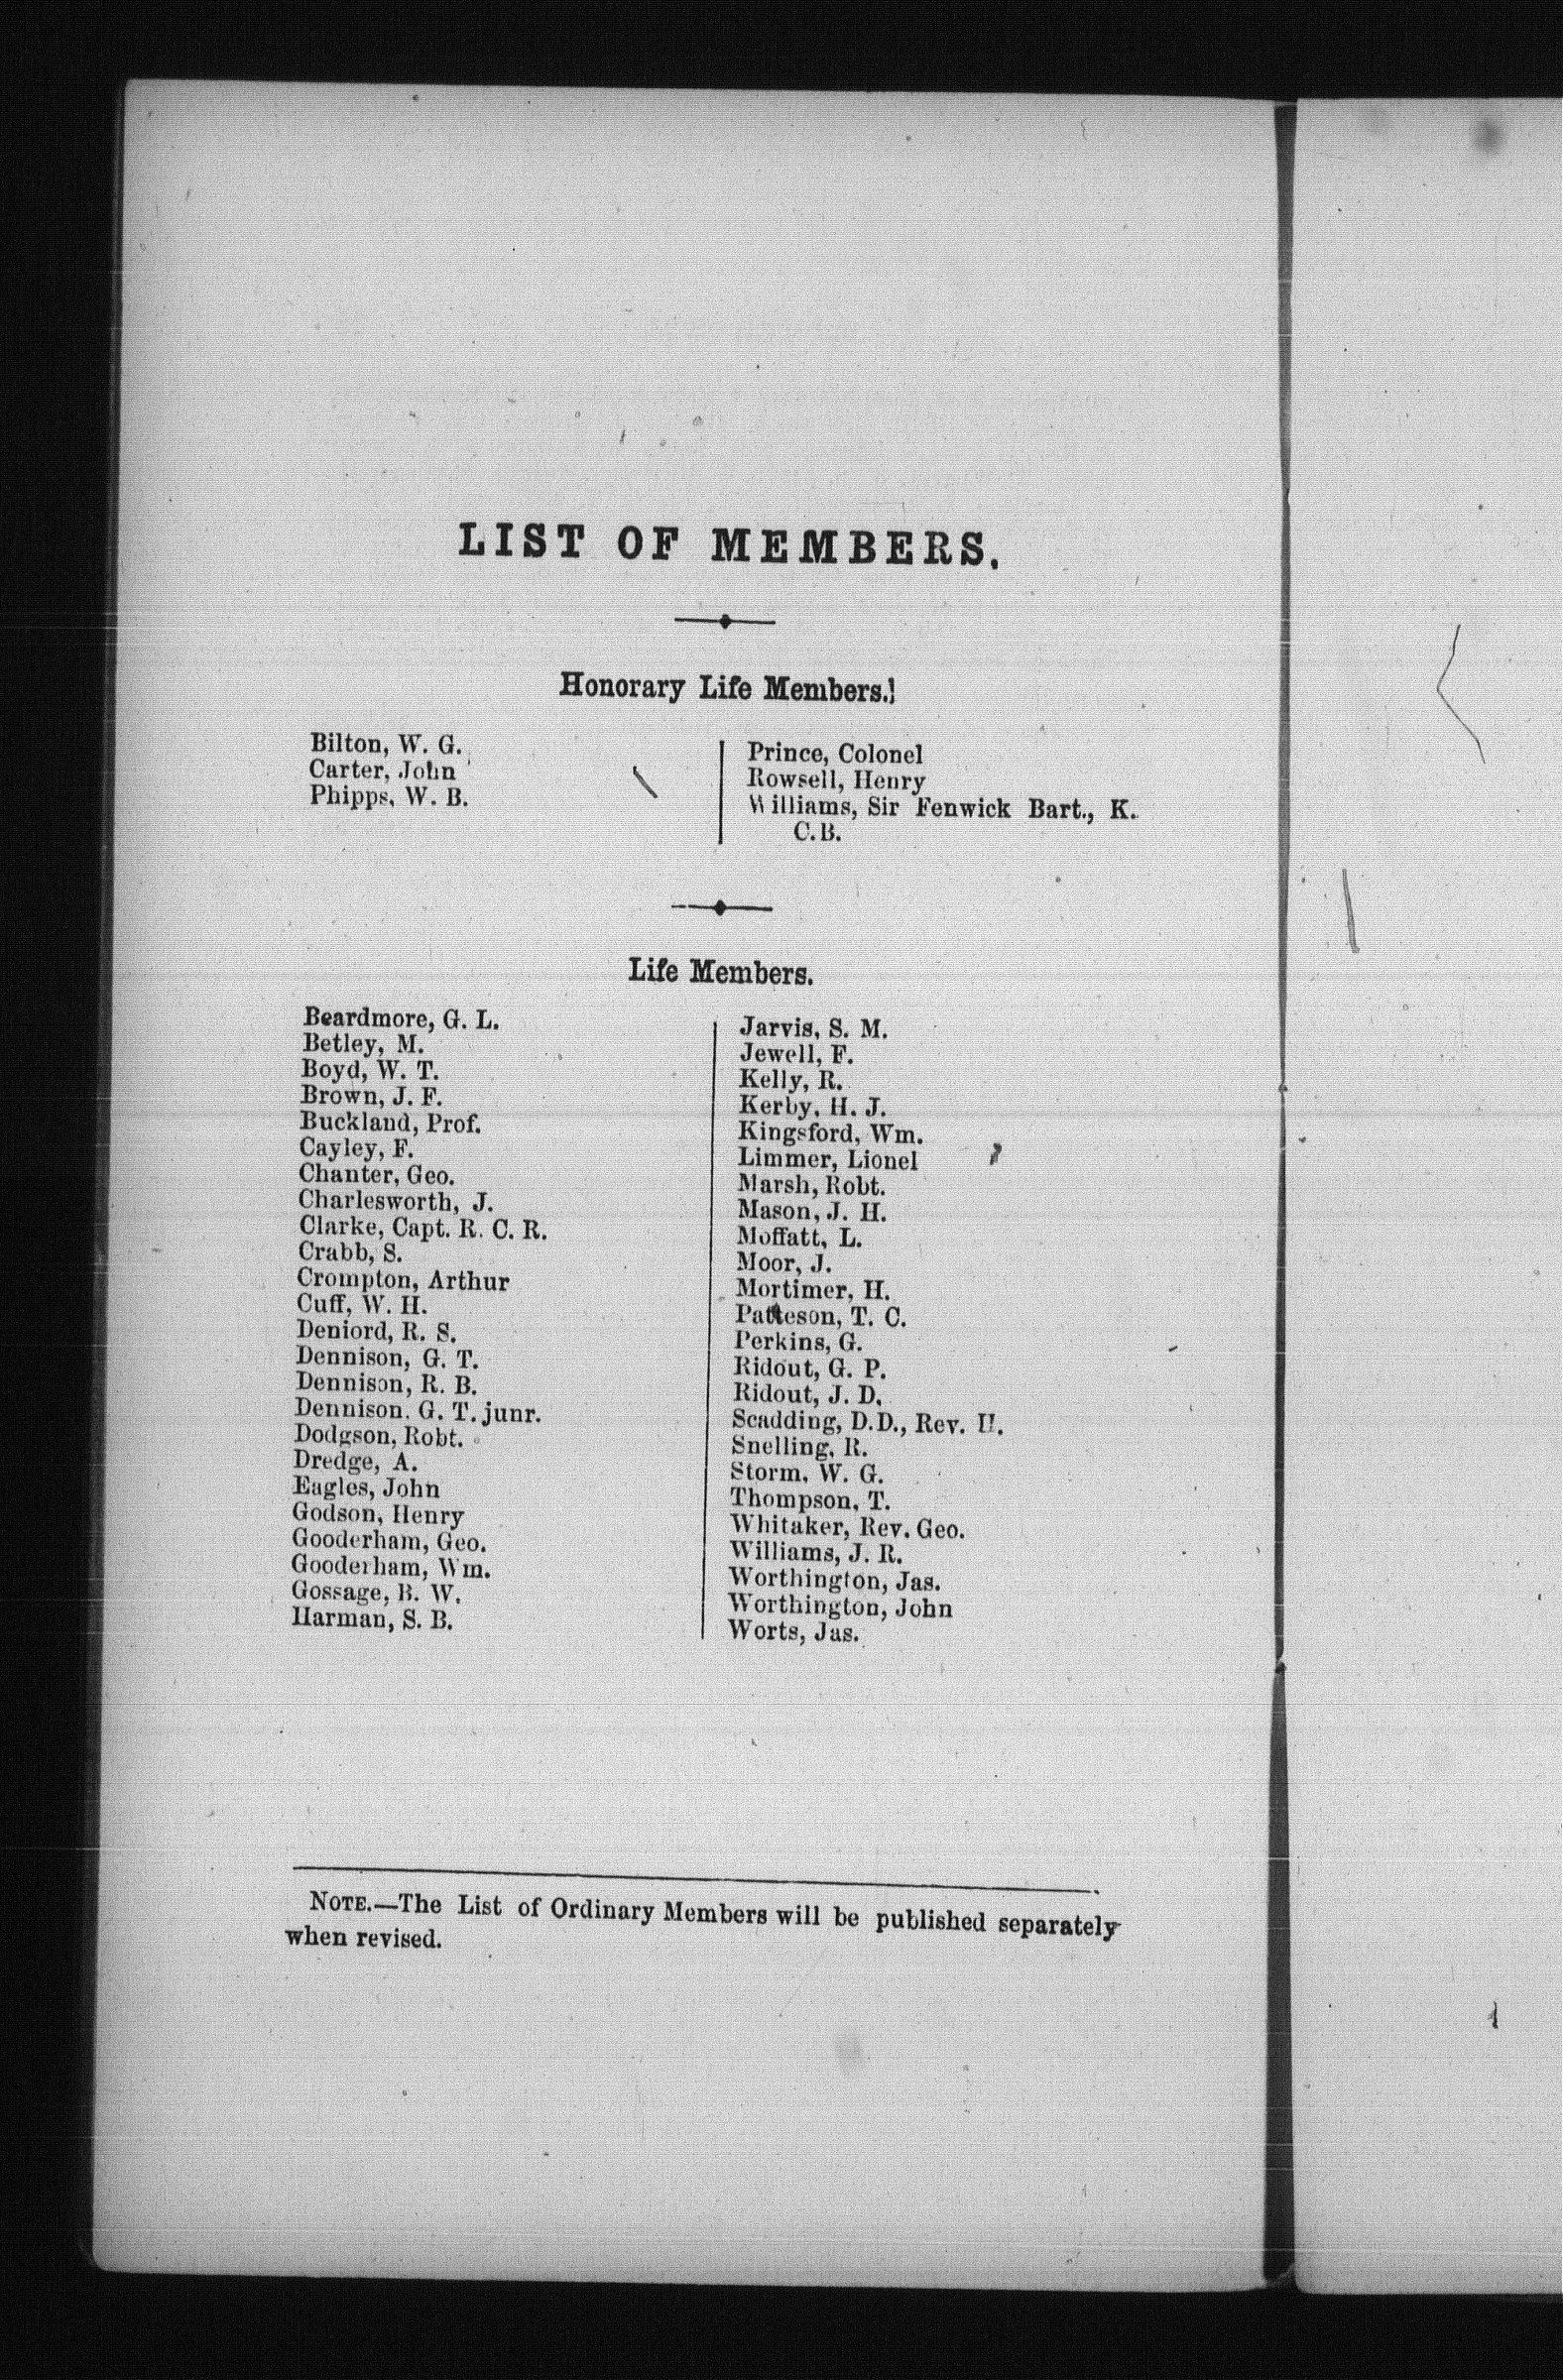 LIST OF MEMBERS.
Honorary Life Members.
Bilton, W. G.
Carter, John
Phipps, W. B.
Prince, Colonel
Rowsell, Henry
Williams, Sir Fenwick Bart., K.
C.B.
Life Members.
Beardmore, G. L.
Betley, M.
Boyd, W. T.
Brown, J. F.
Buckland, Prof.
Cayley, F.
Chanter, Geo.
Charlesworth, J.
Clarke, Capt. R. C. R.
Crabb, S.
Crompton, Arthur
Cuff, W. H.
Deniord, R. S.
Dennison, G. T.
Dennison, R. B.
Dennison. G. T. junr.
Dodgson, Robt.
Dredge, A.
Eagles, John
Godson, Henry
Gooderham, Geo.
Gooderham, Wm.
Gossage, B. W.
Harman, S. B.
Jarvis, S. M.
Jewell, F.
Kelly, R.
Kerby, H. J.
Kingsford, Wm.
Limmer, Lionel
Marsh, Robt.
Mason, J. H.
Moffatt, L.
Moor, J.
Mortimer, H.
Patteson, T. C.
Perkins, G.
Ridout, G. P.
Ridout, J. D.
Scadding, D.D., Rev. H.
Snelling, R.
Storm, W. G.
Thompson, T.
Whitaker, Rev. Geo.
Williams, J. R.
Worthington, Jas.
Worthington, John
Worts, Jas.
NOTE.—The List of Ordinary Members will be published separately
when revised.